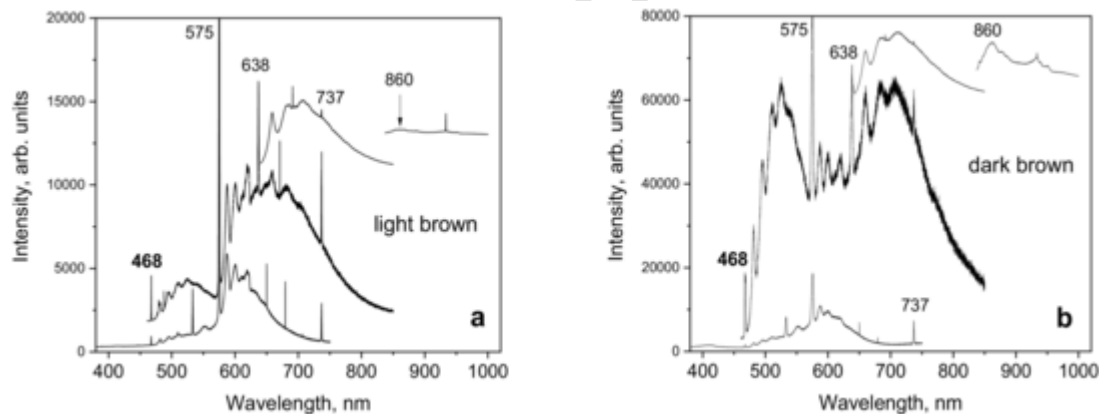 20000
15000
10000
5000
0
400 500 600 700 800 900 1000
Intensity, arb. units
Wavelength, nm
575
638
737
860
468
light brown
a
80000
60000
40000
20000
0
400 500 600 700 800 900 1000
Intensity, arb. units
Wavelength, nm
575
638
860
468
737
dark brown
b